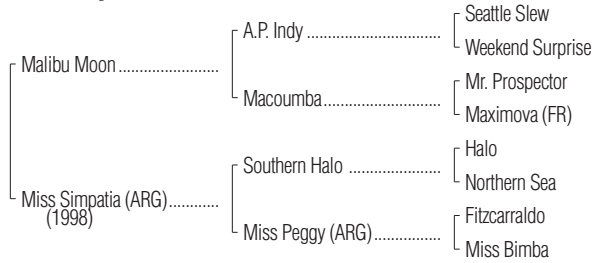 Seattle Slew
A.P. Indy ..............................
Weekend Surprise
Malibu Moon .......................
Mr. Prospector
Macoumba..........................
Maximova (FR)
Halo
Southern Halo ....................
Northern Sea
Miss Simpatia (ARG)............
(1998)
Fitzcarraldo
Miss Peggy (ARG)...............
Miss Bimba